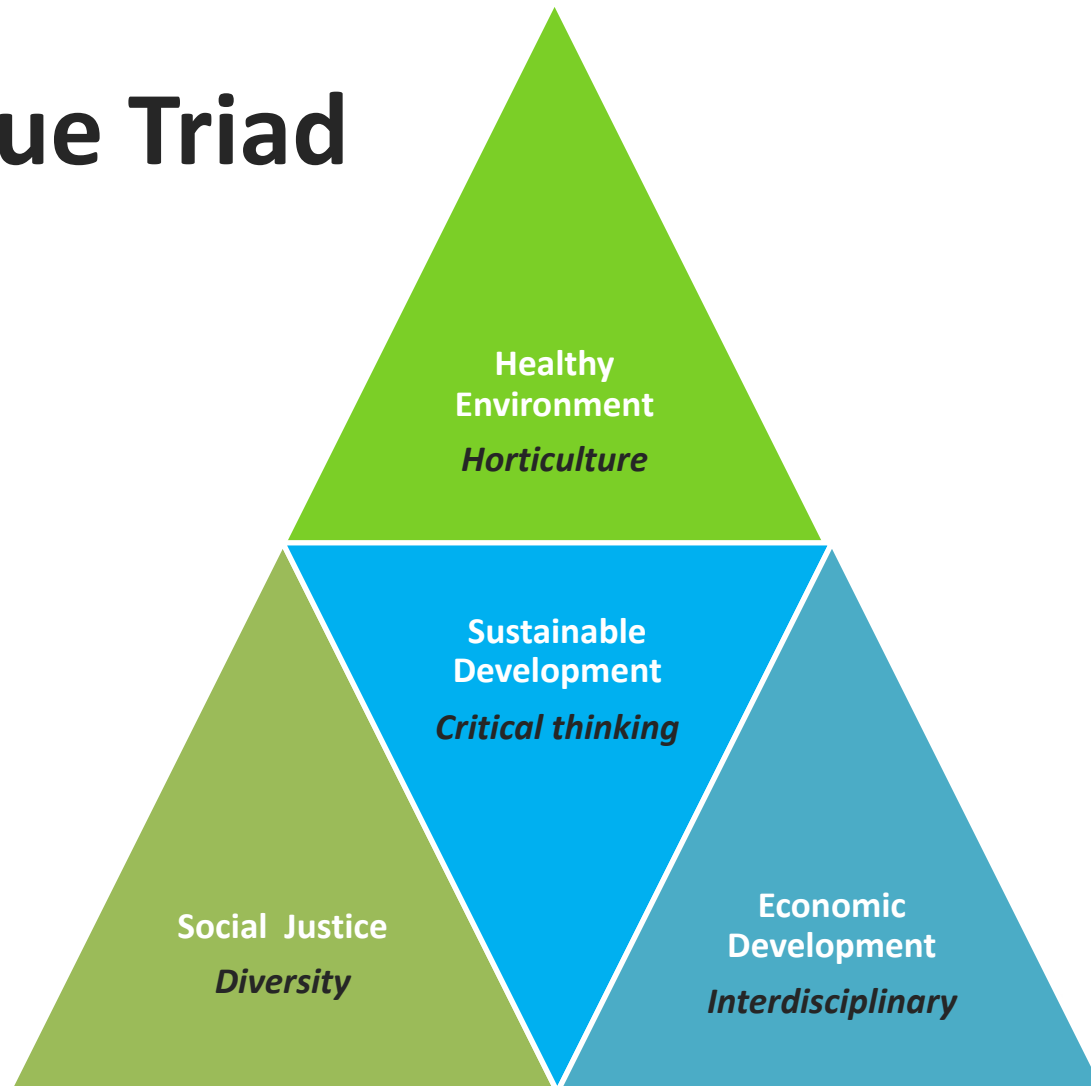 ue Triad
Healthy
Environment
Horticulture
Sustainable
Development
Critical thinking
Social Justice
Diversity
Economic
Development
Interdisciplinary